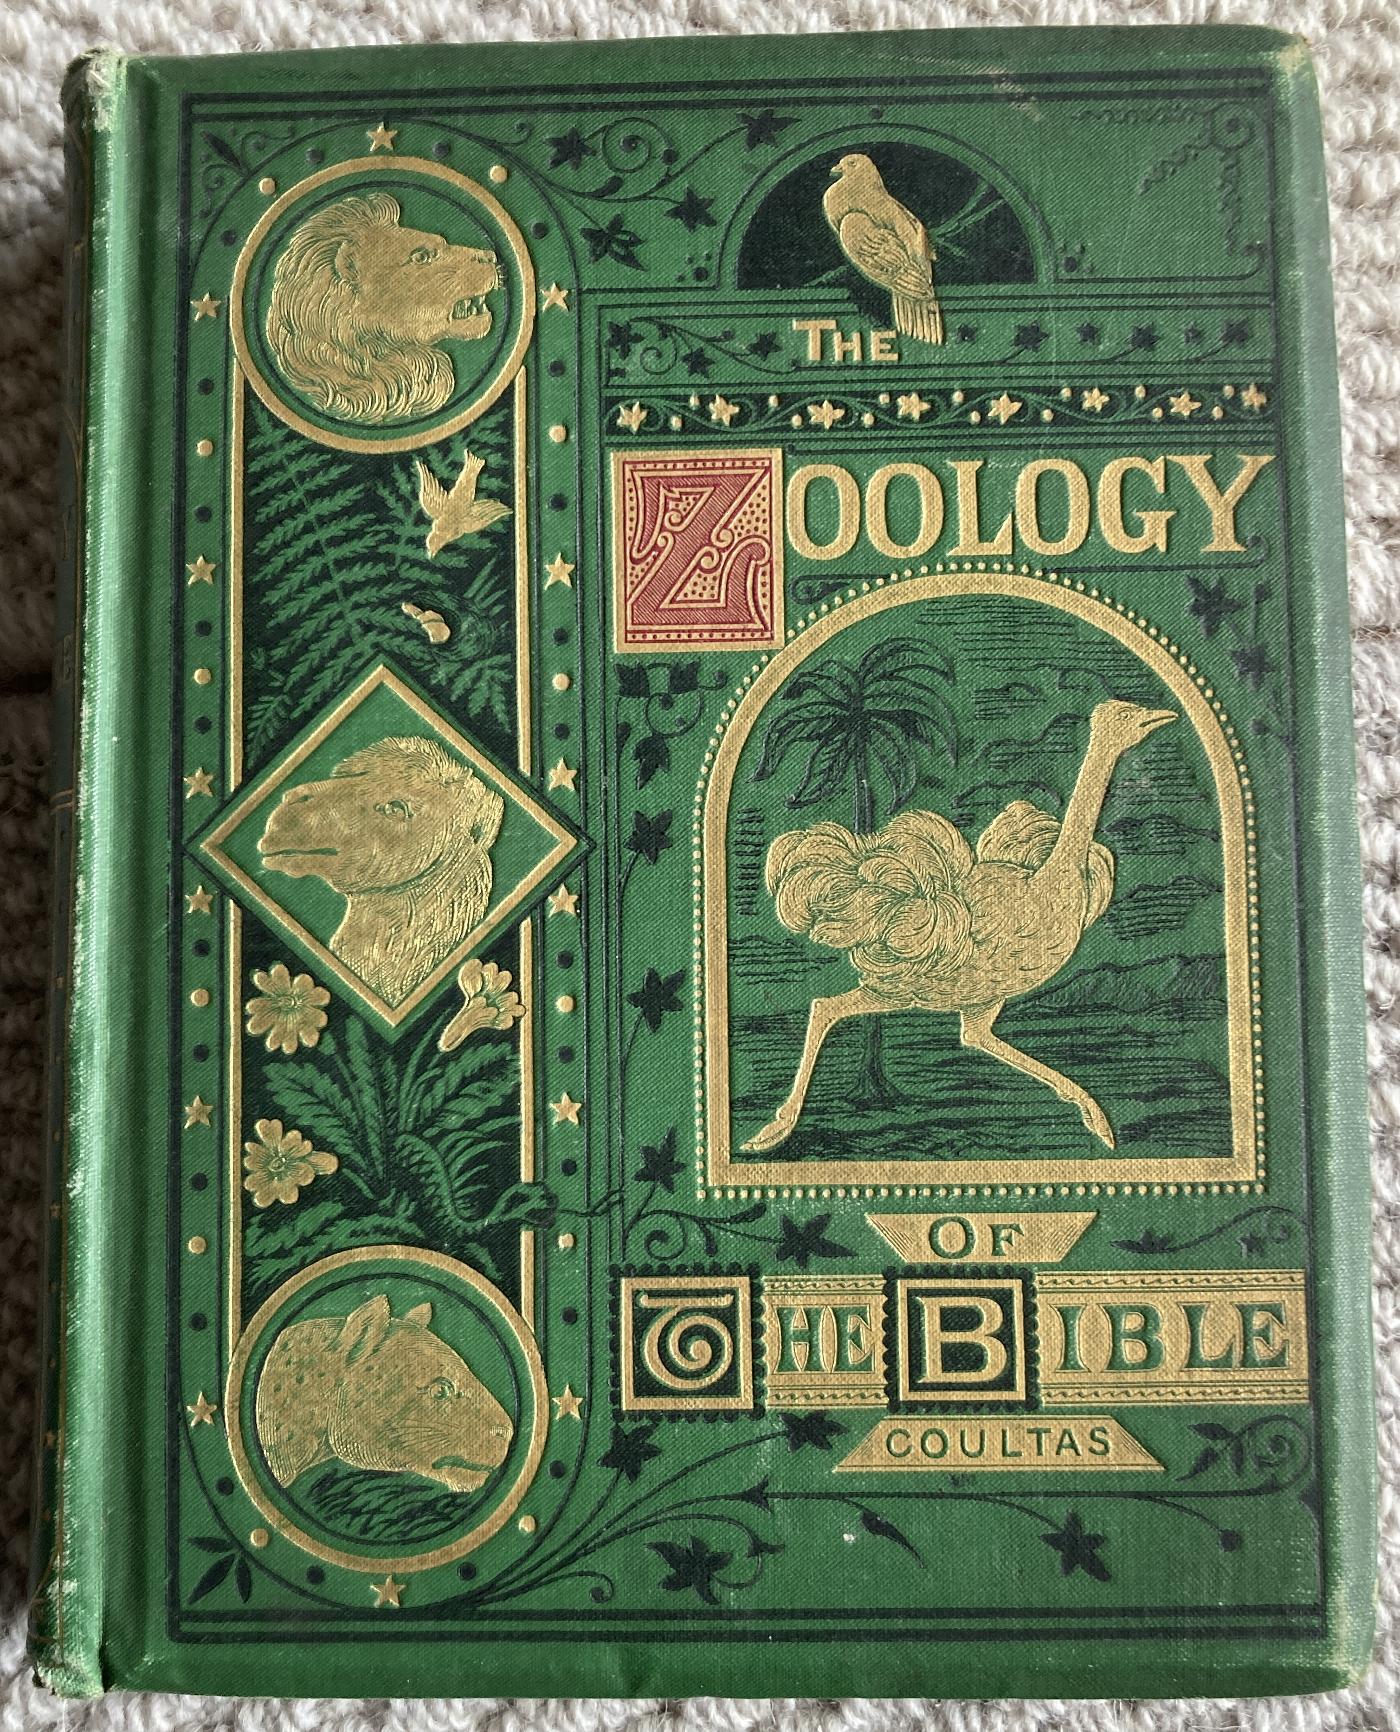 THE
ZOOLOGY
OF
THE BIBLE
COULTAS